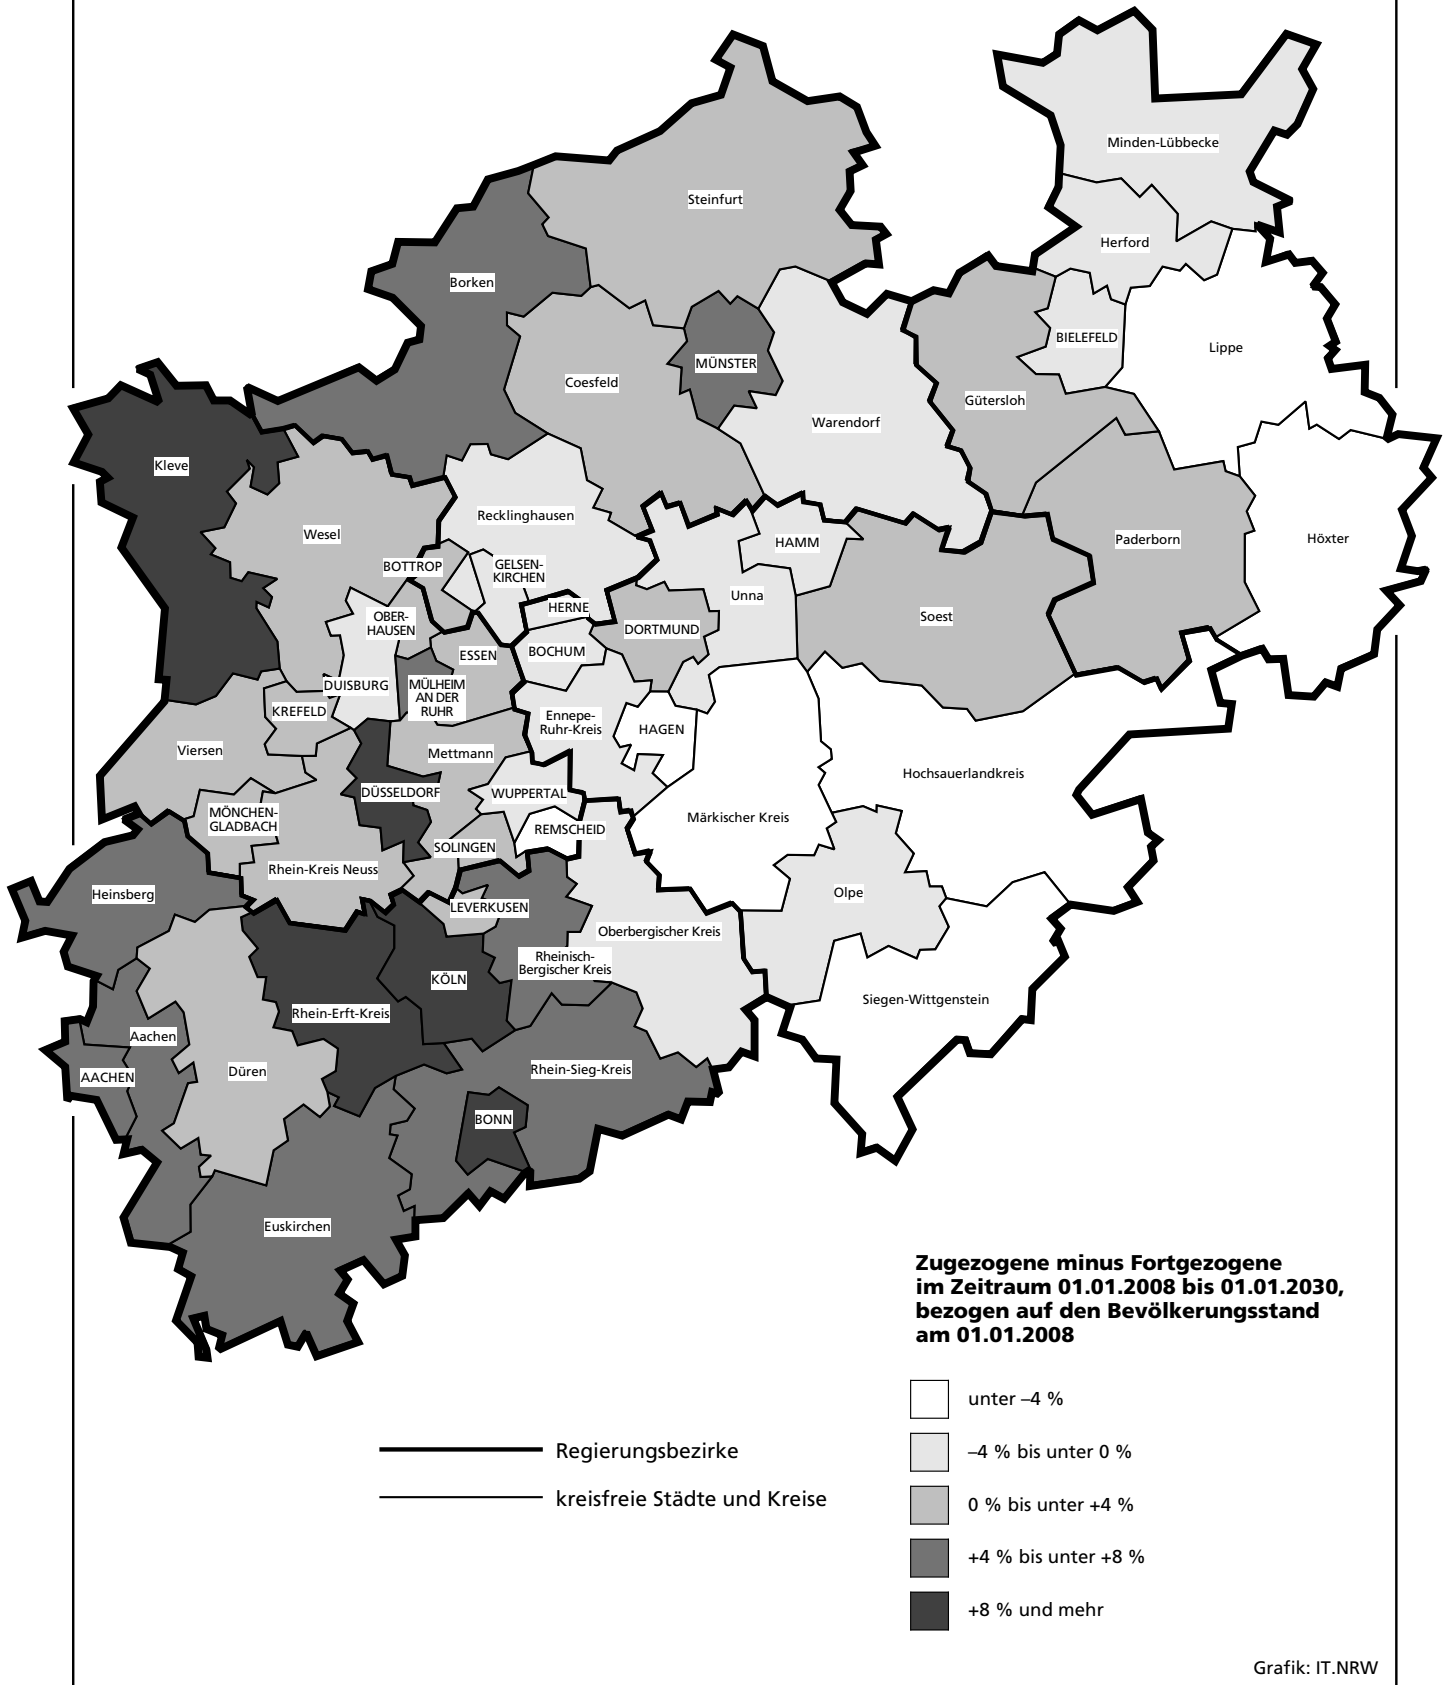 Minden-Lübbecke
Steinfurt
Herford
Borken
BIELEFELD
Lippe
MÜNSTER
Coesfeld
Gütersloh
Warendorf
Kleve
Recklinghausen
Wesel
HAMM
Paderborn
Höxter
BOTTROP
GELSEN-
KIRCHEN
Unna
HERNE
OBER-
HAUSEN
Soest
DORTMUND
BOCHUM
ESSEN
DUISBURG
MÜLHEIM
AN DER
RUHR
KREFELD
Ennepe-
Ruhr-Kreis
HAGEN
Viersen
Mettmann
Hochsauerlandkreis
DÜSSELDORF
WUPPERTAL
MÖNCHEN-
GLADBACH
Märkischer Kreis
REMSCHEID
SOLINGEN
Rhein-Kreis Neuss
Heinsberg
Olpe
LEVERKUSEN
Oberbergischer Kreis
Rheinisch-
Bergischer Kreis
KÖLN
Siegen-Wittgenstein
Rhein-Erft-Kreis
Aachen
Düren
Rhein-Sieg-Kreis
AACHEN
BONN
Euskirchen
Zugezogene minus Fortgezogene
im Zeitraum 01.01.2008 bis 01.01.2030,
bezogen auf den Bevölkerungsstand
am 01.01.2008
unter –4 %
–4 % bis unter 0 %
0 % bis unter +4 %
+4 % bis unter +8 %
+8 % und mehr
Regierungsbezirke
kreisfreie Städte und Kreise
Grafik: IT.NRW